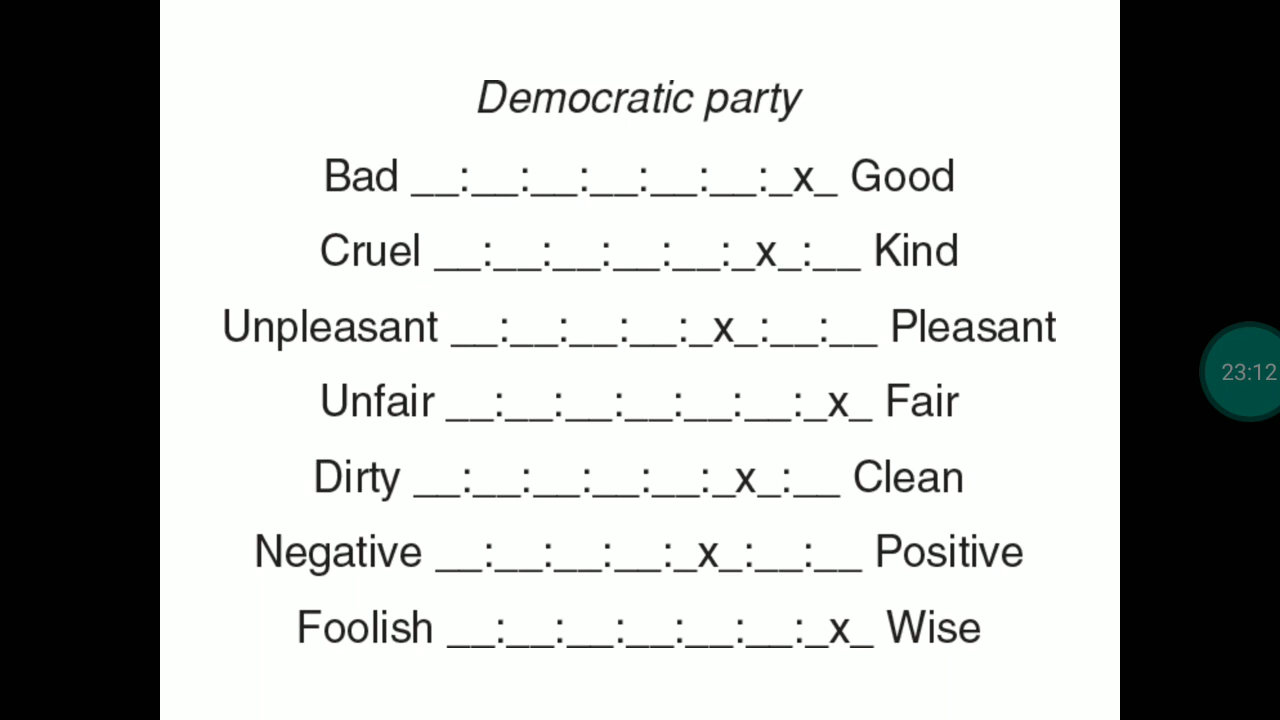 Democratic party
Bad __:__:__:__:__:__:_x_ Good
Cruel __:__:__:__:__:_x_:__ Kind
Unpleasant __:__:__:__:_x_:__:__ Pleasant
Unfair __:__:__:__:__:__:_x_ Fair
Dirty __:__:__:__:__:_x_:__ Clean
Negative __:__:__:__:_x_:__:__ Positive
Foolish __:__:__:__:__:__:_x_ Wise
23:12